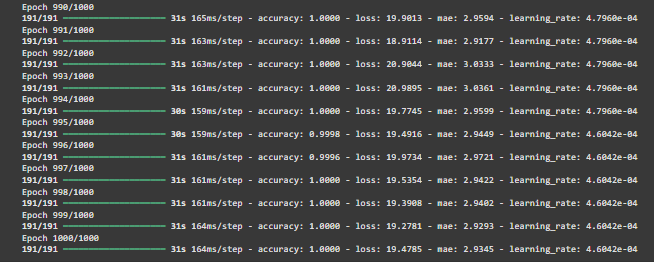 Epoch 990/1000
191/191 ━━━━━━━━━━━━━━━━━━━━ 31s 165ms/step - accuracy: 1.0000 - loss: 19.9013 - mae: 2.9594 - learning_rate: 4.7960e-04
Epoch 991/1000
191/191 ━━━━━━━━━━━━━━━━━━━━ 31s 163ms/step - accuracy: 1.0000 - loss: 18.9114 - mae: 2.9177 - learning_rate: 4.7960e-04
Epoch 992/1000
191/191 ━━━━━━━━━━━━━━━━━━━━ 31s 163ms/step - accuracy: 1.0000 - loss: 20.9044 - mae: 3.0333 - learning_rate: 4.7960e-04
Epoch 993/1000
191/191 ━━━━━━━━━━━━━━━━━━━━ 31s 161ms/step - accuracy: 1.0000 - loss: 20.9895 - mae: 3.0361 - learning_rate: 4.7960e-04
Epoch 994/1000
191/191 ━━━━━━━━━━━━━━━━━━━━ 30s 159ms/step - accuracy: 1.0000 - loss: 19.7745 - mae: 2.9599 - learning_rate: 4.7960e-04
Epoch 995/1000
191/191 ━━━━━━━━━━━━━━━━━━━━ 30s 159ms/step - accuracy: 0.9998 - loss: 19.4916 - mae: 2.9449 - learning_rate: 4.6042e-04
Epoch 996/1000
191/191 ━━━━━━━━━━━━━━━━━━━━ 31s 161ms/step - accuracy: 0.9996 - loss: 19.9734 - mae: 2.9721 - learning_rate: 4.6042e-04
Epoch 997/1000
191/191 ━━━━━━━━━━━━━━━━━━━━ 31s 161ms/step - accuracy: 1.0000 - loss: 19.5354 - mae: 2.9422 - learning_rate: 4.6042e-04
Epoch 998/1000
191/191 ━━━━━━━━━━━━━━━━━━━━ 31s 161ms/step - accuracy: 1.0000 - loss: 19.3908 - mae: 2.9402 - learning_rate: 4.6042e-04
Epoch 999/1000
191/191 ━━━━━━━━━━━━━━━━━━━━ 31s 164ms/step - accuracy: 1.0000 - loss: 19.2781 - mae: 2.9293 - learning_rate: 4.6042e-04
Epoch 1000/1000
191/191 ━━━━━━━━━━━━━━━━━━━━ 31s 164ms/step - accuracy: 1.0000 - loss: 19.4785 - mae: 2.9345 - learning_rate: 4.6042e-04